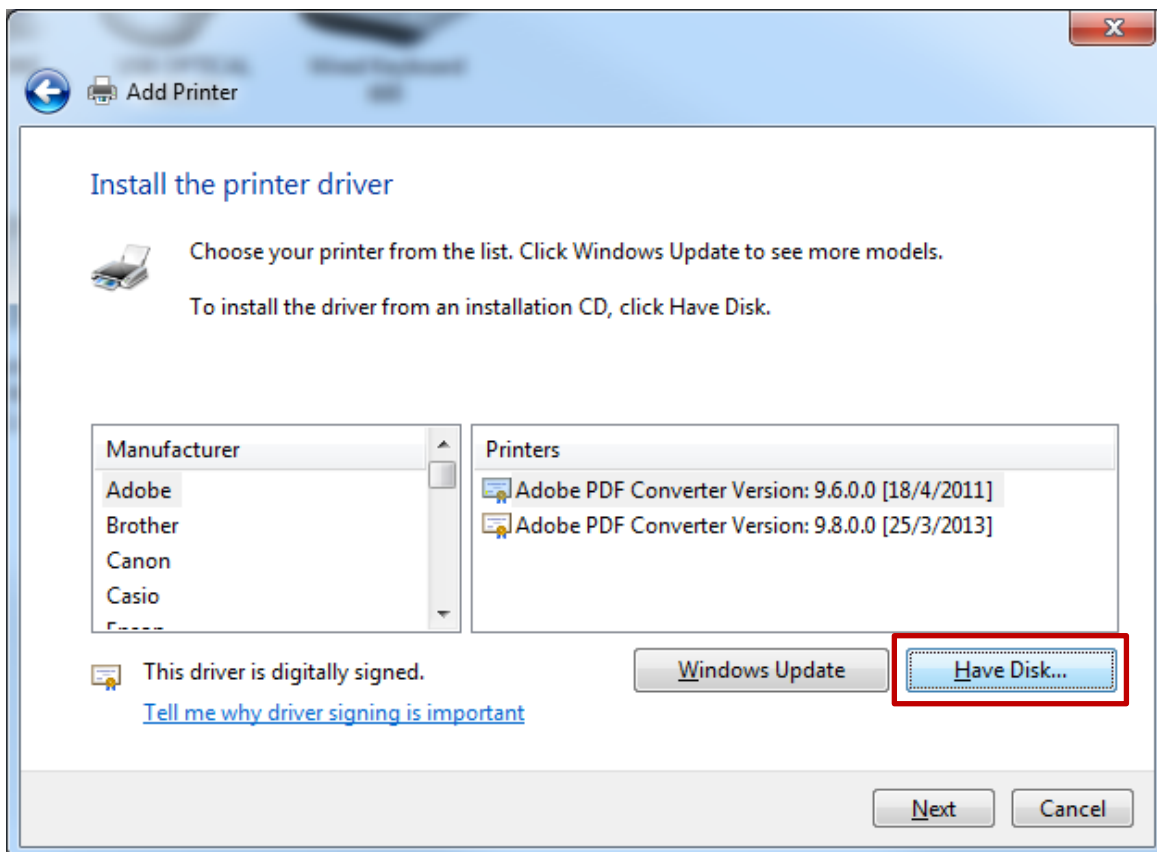 Add Printer
Install the printer driver
Choose your printer from the list. Click Windows Update to see more models.
To install the driver from an installation CD, click Have Disk.
Manufacturer
Adobe
Brother
Canon
Casio
Printers
Adobe PDF Converter Version: 9.6.0.0 [18/4/2011]
Adobe PDF Converter Version: 9.8.0.0 [25/3/2013]
This driver is digitally signed.
Tell me why driver signing is important
Windows Update
Have Disk...
Next
Cancel